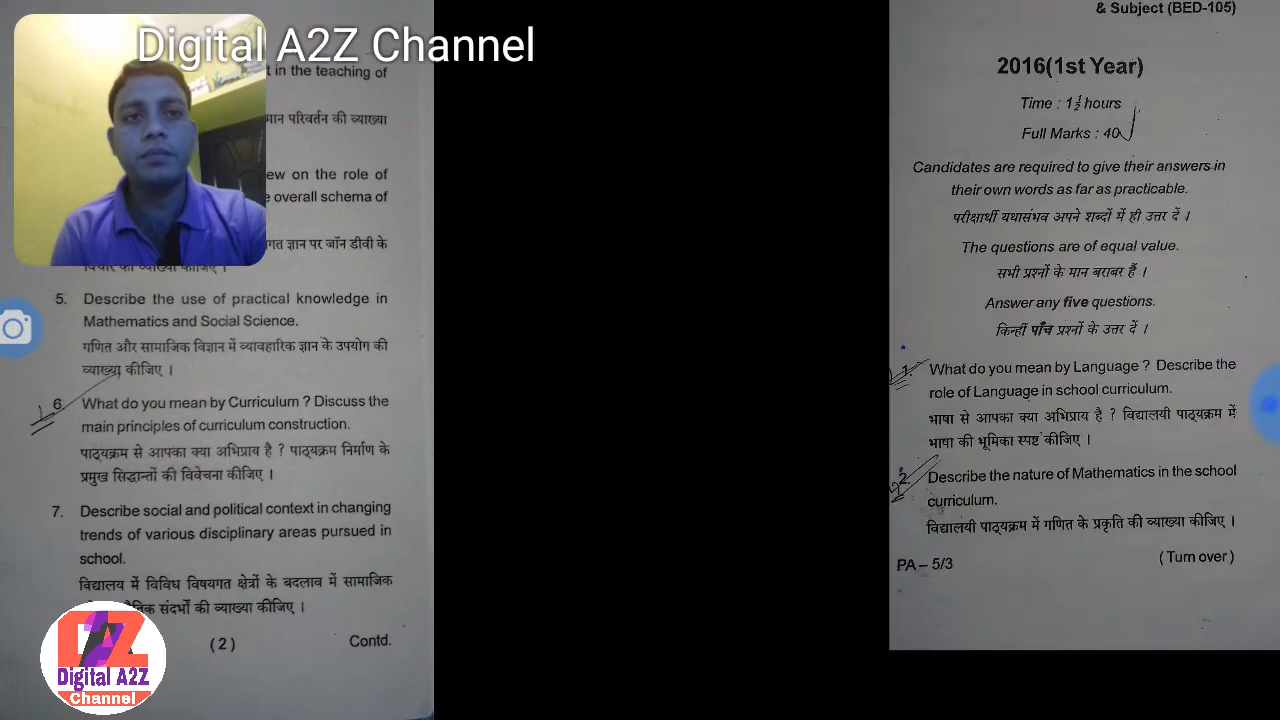 Digital A2Z Channel
t in the teaching of
मान परिवर्तन की व्याख्या
ew on the role of
e overall schema of
गत ज्ञान पर जॉन डीवी के
विचार की व्याख्या कीजिए ।
5. Describe the use of practical knowledge in
Mathematics and Social Science.
गणित और सामाजिक विज्ञान में व्यावहारिक ज्ञान के उपयोग की
व्याख्या कीजिए ।
6. What do you mean by Curriculum ? Discuss the
main principles of curriculum construction.
पाठ्यक्रम से आपका क्या अभिप्राय है ? पाठ्यक्रम निर्माण के
प्रमुख सिद्धान्तों की विवेचना कीजिए ।
7. Describe social and political context in changing
trends of various disciplinary areas pursued in
school.
विद्यालय में विविध विषयगत क्षेत्रों के बदलाव में सामाजिक
संदर्भों की व्याख्या कीजिए ।
( 2 ) Contd.
A2Z
Digital A2Z
Channel
& Subject (BED-105)
2016(1st Year)
Time : 1½ hours
Full Marks : 40
Candidates are required to give their answers in
their own words as far as practicable.
परीक्षार्थी यथासंभव अपने शब्दों में ही उत्तर दें ।
The questions are of equal value.
सभी प्रश्नों के मान बराबर हैं ।
Answer any five questions.
किन्हीं पाँच प्रश्नों के उत्तर दें ।
1. What do you mean by Language ? Describe the
role of Language in school curriculum.
भाषा से आपका क्या अभिप्राय है ? विद्यालयी पाठ्यक्रम में
भाषा की भूमिका स्पष्ट कीजिए ।
2. Describe the nature of Mathematics in the school
curriculum.
विद्यालयी पाठ्यक्रम में गणित के प्रकृति की व्याख्या कीजिए ।
PA – 5/3 ( Turn over )